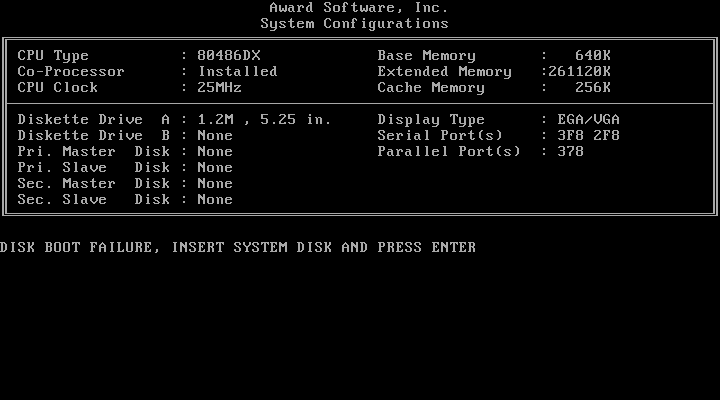 Award Software, Inc.
System Configurations
CPU Type : 80486DX Base Memory : 640K
Co-Processor : Installed Extended Memory :261120K
CPU Clock : 25MHz Cache Memory : 256K
Diskette Drive A : 1.2M , 5.25 in. Display Type : EGA/VGA
Diskette Drive B : None Serial Port(s) : 3F8 2F8
Pri. Master Disk : None Parallel Port(s) : 378
Pri. Slave Disk : None
Sec. Master Disk : None
Sec. Slave Disk : None
DISK BOOT FAILURE, INSERT SYSTEM DISK AND PRESS ENTER